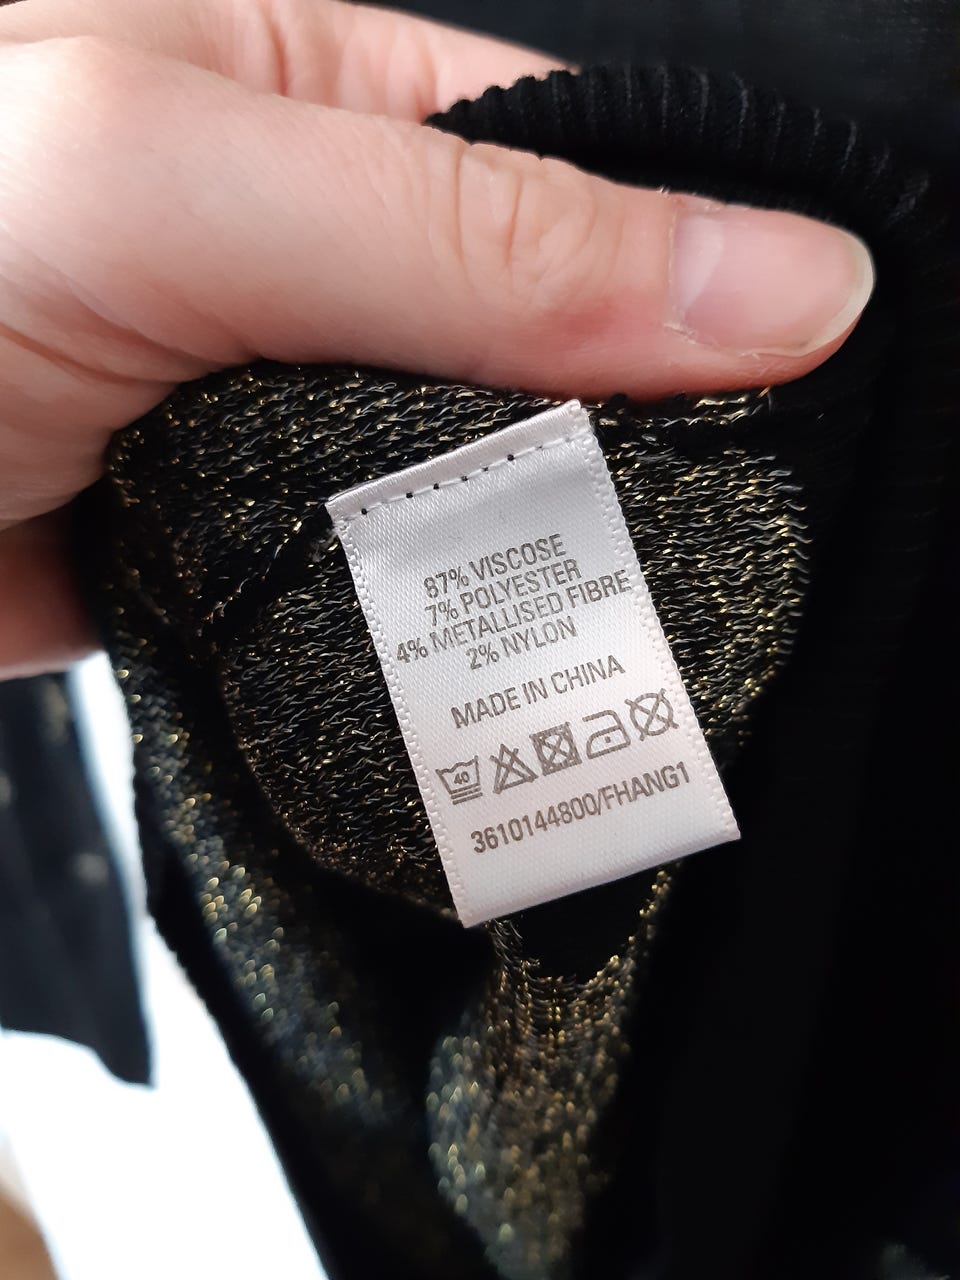 87% VISCOSE
7% POLYESTER
4% METALLISED FIBRE
2% NYLON
MADE IN CHINA
40
3610144800/FHANG1